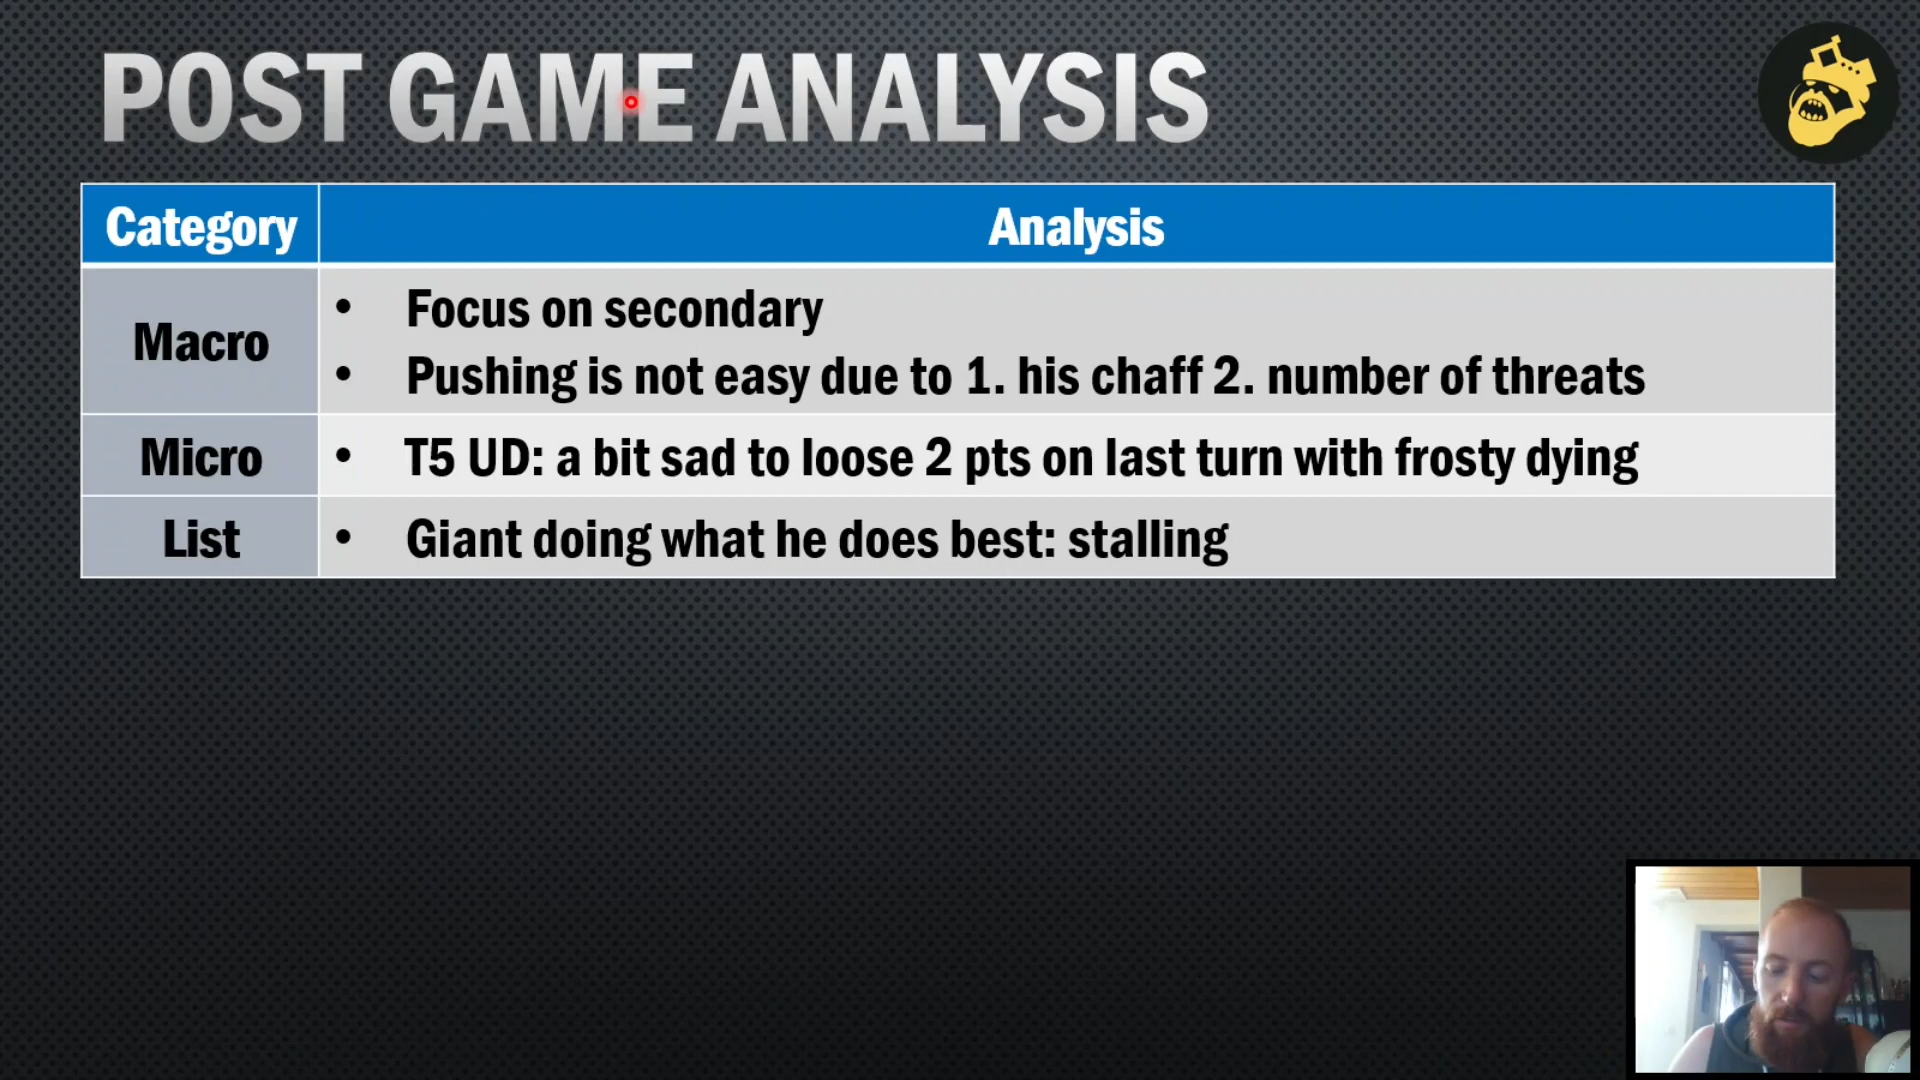 POST GAME ANALYSIS
Category
Analysis
Macro
• Focus on secondary
• Pushing is not easy due to 1. his chaff 2. number of threats
Micro
• T5 UD: a bit sad to loose 2 pts on last turn with frosty dying
List
• Giant doing what he does best: stalling